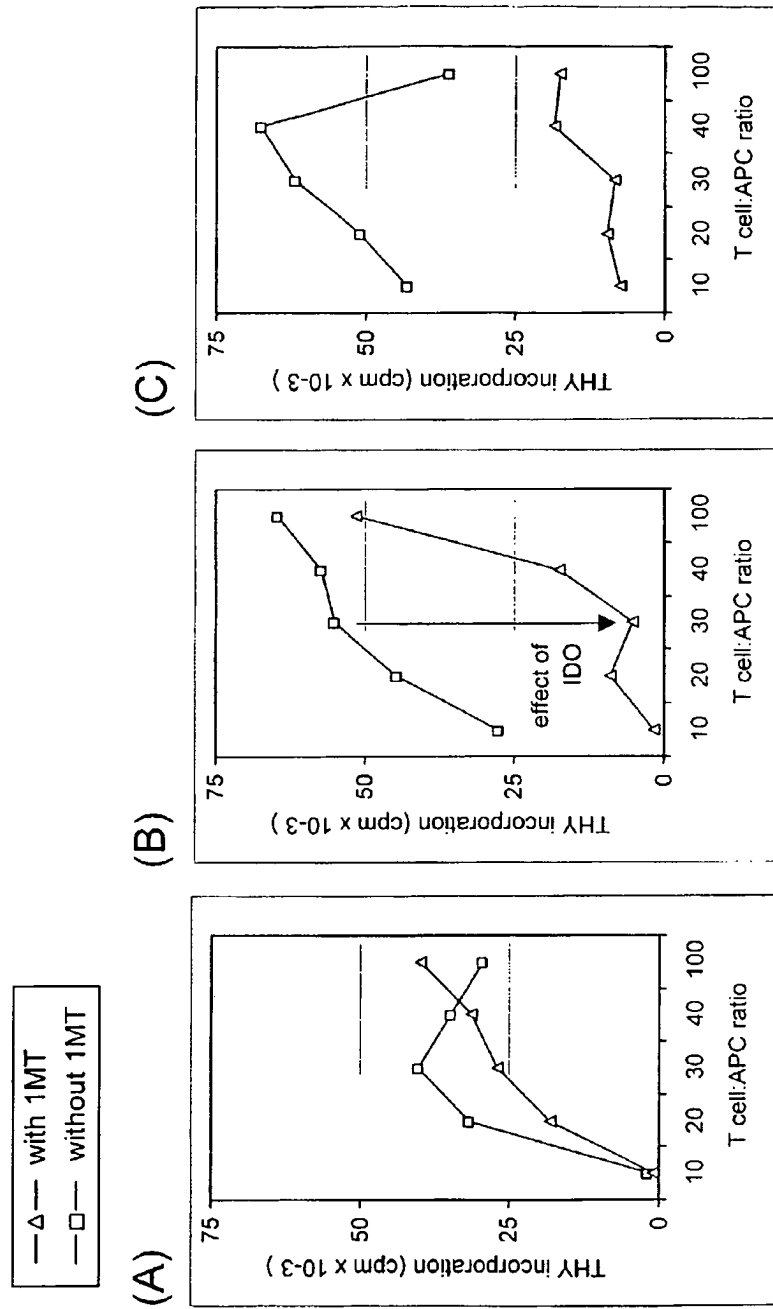 with 1MT
without 1MT
(A)
THY incorporation (cpm x 10-3 )
75
50
25
0
10 20 30 40 100
T cell:APC ratio
(B)
THY incorporation (cpm x 10-3 )
75
50
25
0
effect of
IDO
10 20 30 40 100
T cell:APC ratio
(C)
THY incorporation (cpm x 10-3 )
75
50
25
0
10 20 30 40 100
T cell:APC ratio